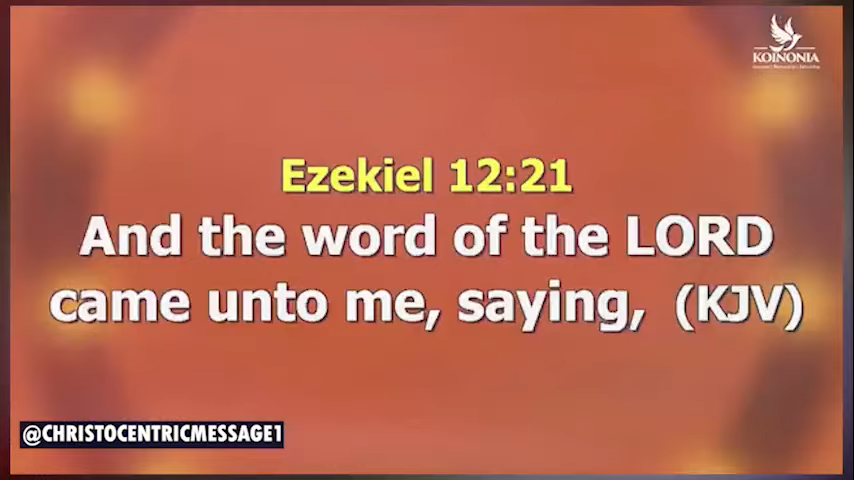 KOINONIA
Ezekiel 12:21
And the word of the LORD
came unto me, saying, (KJV)
@CHRISTOCENTRICMESSAGE1